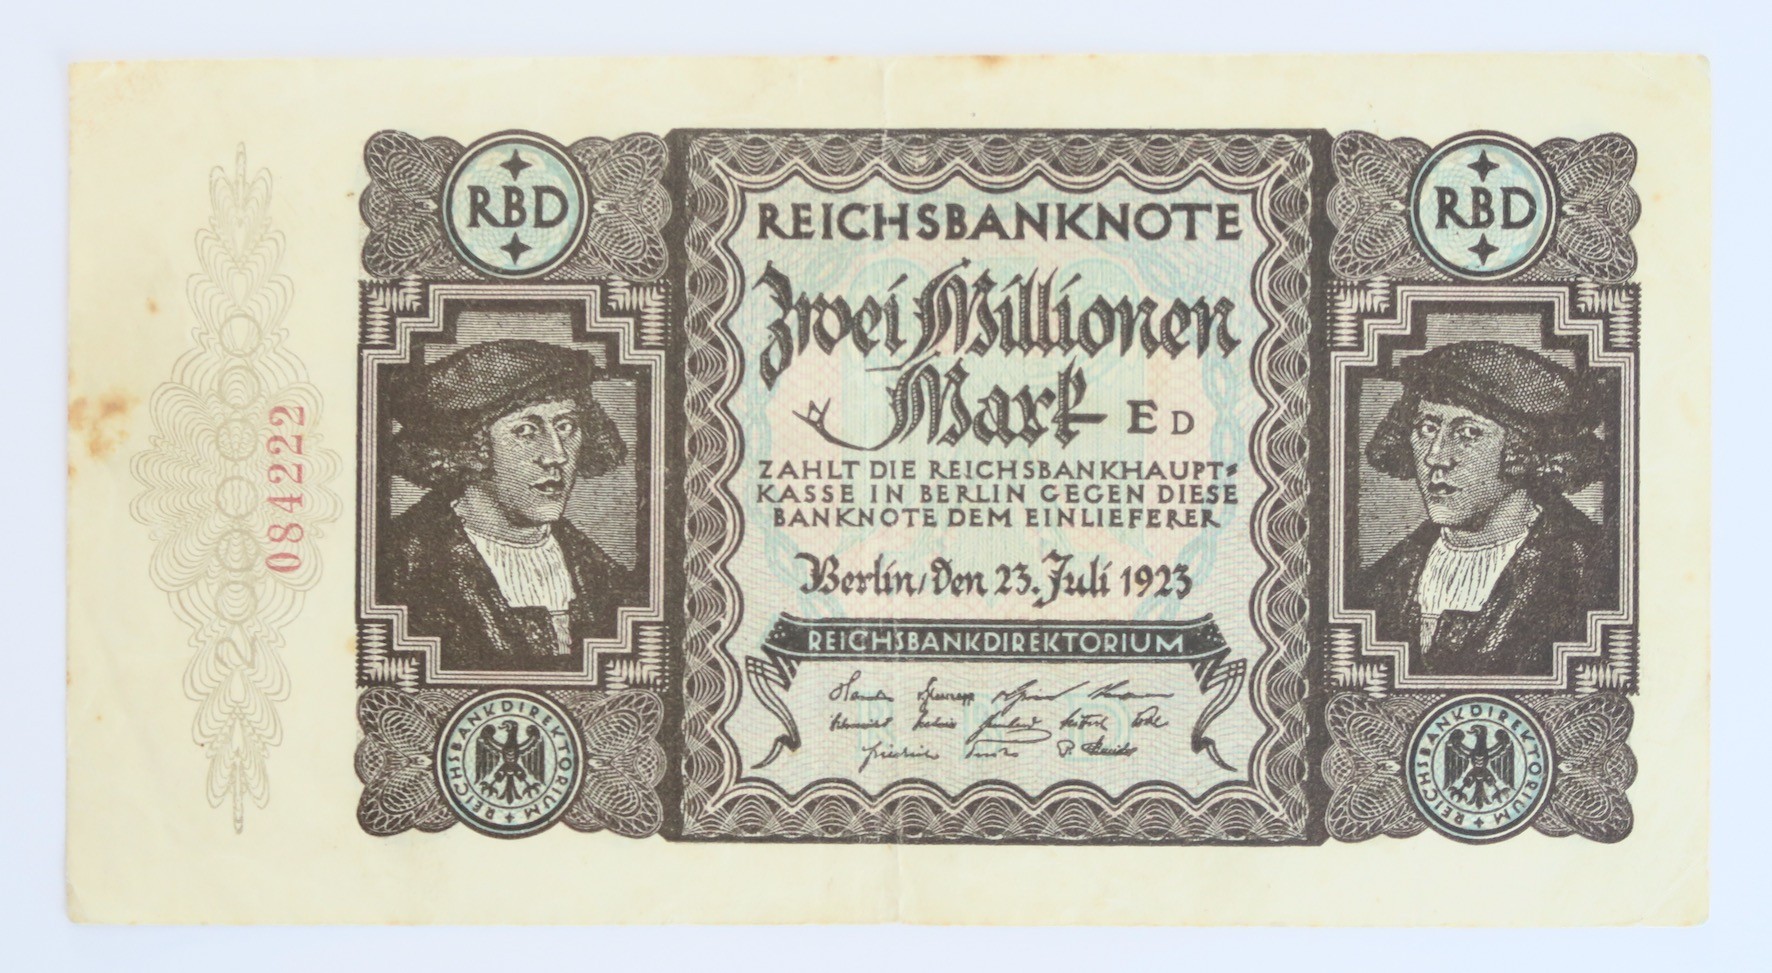 RBD
RBD
REICHSBANKNOTE
Zwei Millionen
Mark
E D
ZAHLT DIE REICHSBANKHAUPT=
KASSE IN BERLIN GEGEN DIESE
BANKNOTE DEM EINLIEFERER
Berlin, den 23. Juli 1923
REICHSBANKDIREKTORIUM
REICHSBANKDIREKTORIUM
REICHSBANKDIREKTORIUM
084222
2000000